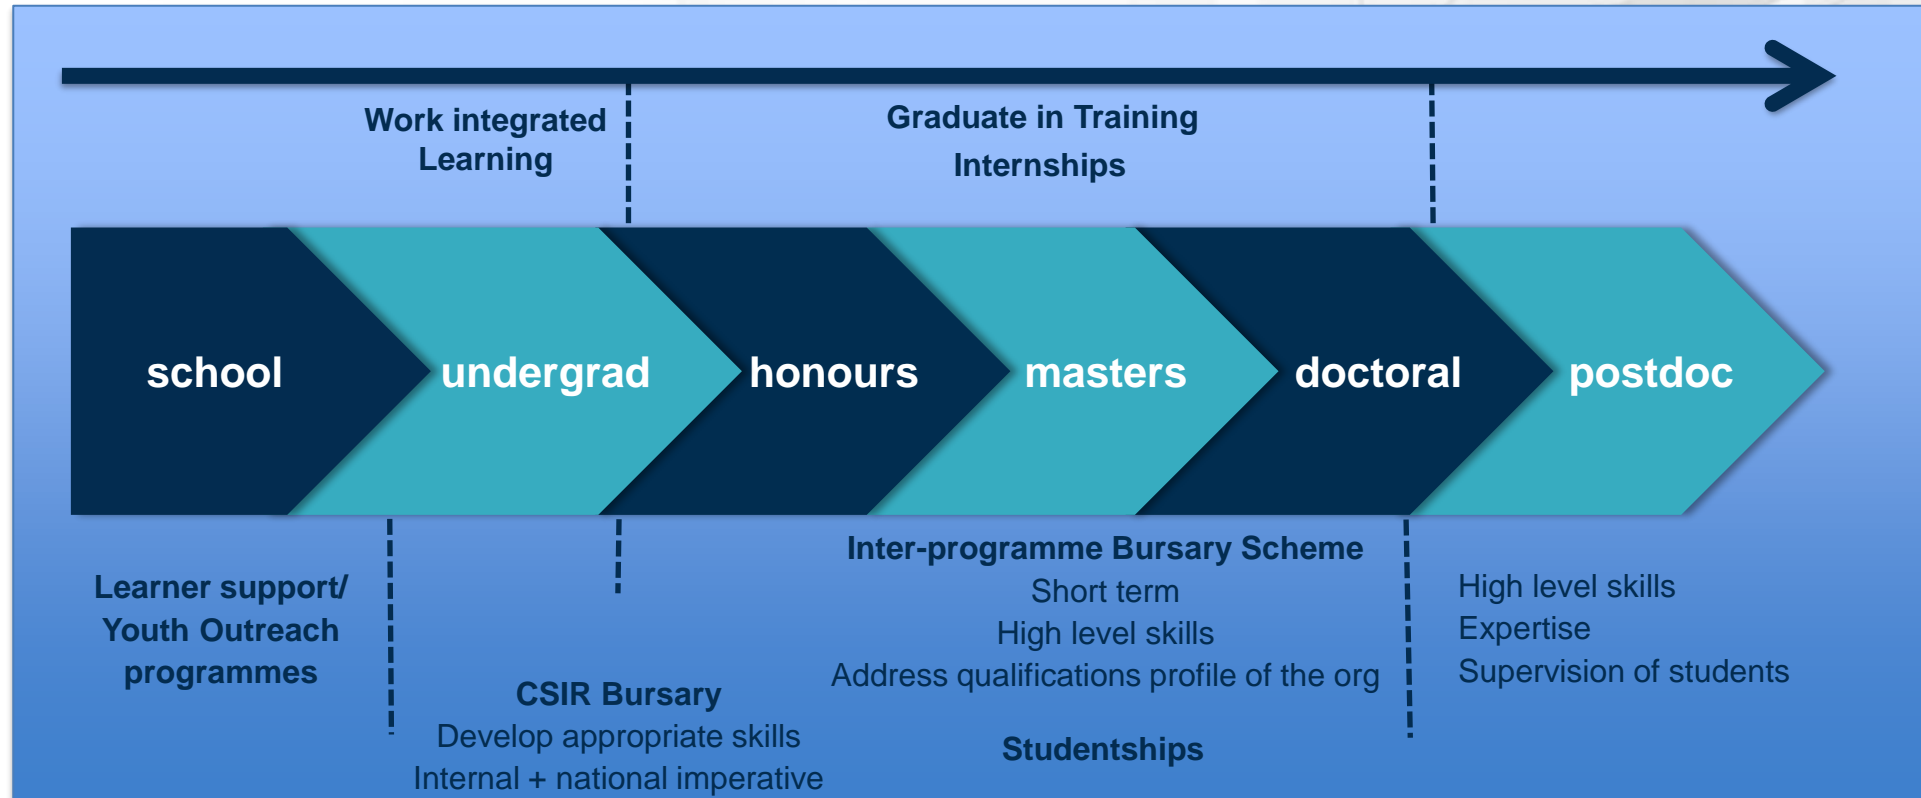 Work integrated
Learning
Graduate in Training
Internships
school
undergrad
honours
masters
doctoral
postdoc
Learner support/
Youth Outreach
programmes
CSIR Bursary
Develop appropriate skills
Internal + national imperative
Inter-programme Bursary Scheme
Short term
High level skills
Address qualifications profile of the org
Studentships
High level skills
Expertise
Supervision of students